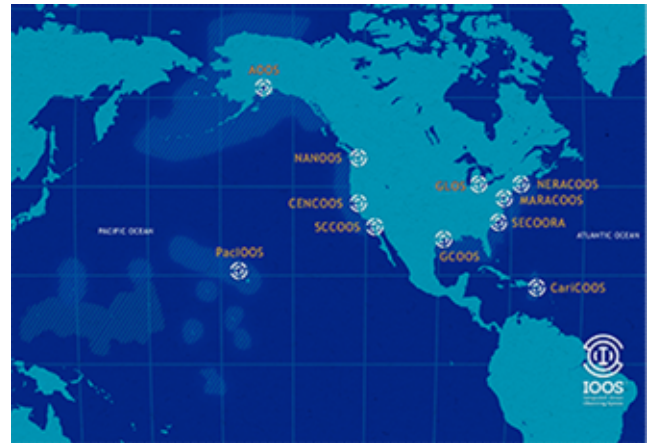 AOOS
NANOOS
GLOS
NERACOOS
MARACOOS
CENCOOS
SCCOOS
SECOORA
PACIFIC OCEAN
ATLANTIC OCEAN
GCOOS
PacIOOS
CariCOOS
IOOS